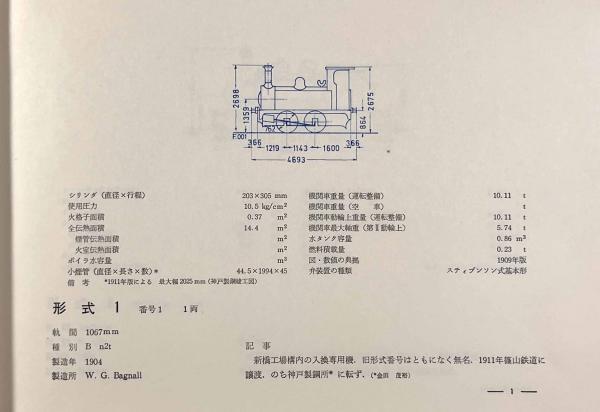 2698
1359
762
F.001
2675
864
366 1219 1143 1600 366
4693
シリンダ (直径×行程) 203×305 mm
使用圧力 10.5 kg/cm²
火格子面積 0.37 m²
全伝熱面積 14.4 m²
煙管伝熱面積 m²
火室伝熱面積 m²
ボイラ水容量 m³
小煙管 (直径×長さ×数)* 44.5×1994×45
備 考 *1911年版による 最大幅 2025 mm (神戸製鋼竣工図)
機関車重量 (運転整備) 10.11 t
機関車重量 (空 車) t
機関車動輪上重量 (運転整備) 10.11 t
機関車最大軸重 (第Ⅱ動輪上) 5.74 t
水タンク容量 0.86 m³
燃料積載量 0.23 t
図・数値の典拠 1909年版
弁装置の種類 スティブンソン式基本形
形式 1 番号1 1両
軌 間 1067mm
種 別 B n2t
製造年 1904
製造所 W. G. Bagnall
記 事
新橋工場構内の入換専用機．旧形式番号はともになく無名．1911年篠山鉄道に
譲渡．のち神戸製鋼所*に転ず．(*金田 茂裕)
— 1 —